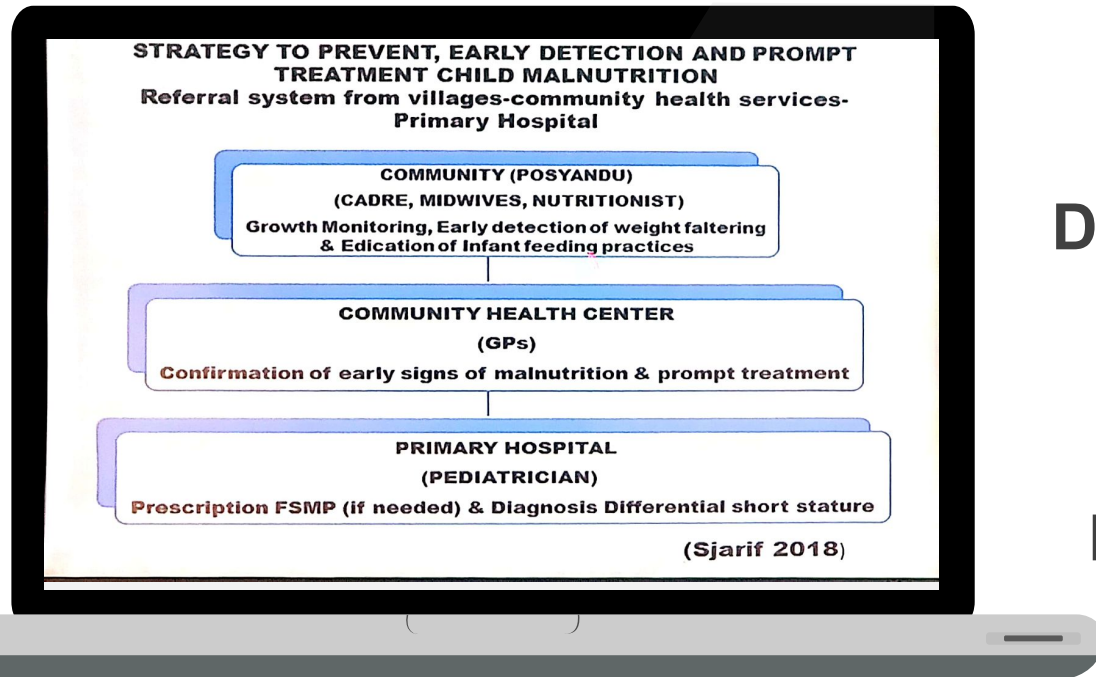 STRATEGY TO PREVENT, EARLY DETECTION AND PROMPT
TREATMENT CHILD MALNUTRITION
Referral system from villages-community health services-
Primary Hospital
COMMUNITY (POSYANDU)
(CADRE, MIDWIVES, NUTRITIONIST)
Growth Monitoring, Early detection of weight faltering
& Edication of Infant feeding practices
COMMUNITY HEALTH CENTER
(GPs)
Confirmation of early signs of malnutrition & prompt treatment
PRIMARY HOSPITAL
(PEDIATRICIAN)
Prescription FSMP (if needed) & Diagnosis Differential short stature
(Sjarif 2018)
D